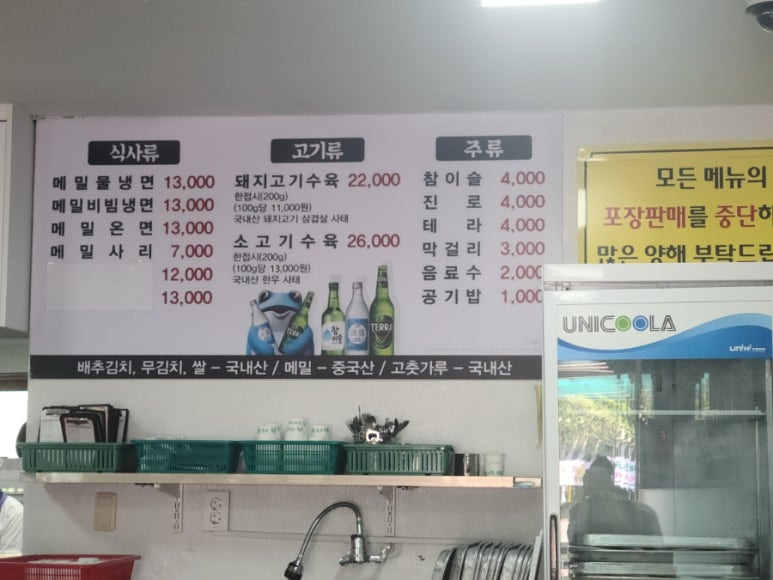 식사류
메밀물냉면 13,000
메밀비빔냉면 13,000
메밀온면 13,000
메밀사리 7,000
12,000
13,000
고기류
돼지고기수육 22,000
한접시(200g)
(100g당 11,000원)
국내산 돼지고기 삼겹살 사태
소고기수육 26,000
한접시(200g)
(100g당 13,000원)
국내산 한우 사태
주류
참이슬 4,000
진로 4,000
테라 4,000
막걸리 3,000
음료수 2,000
공기밥 1,000
참이슬
TERRA
배추김치, 무김치, 쌀 - 국내산 / 메밀 - 중국산 / 고춧가루 - 국내산
모든 메뉴의
포장판매를 중단
많은 양해 부탁드
UNICOOLA